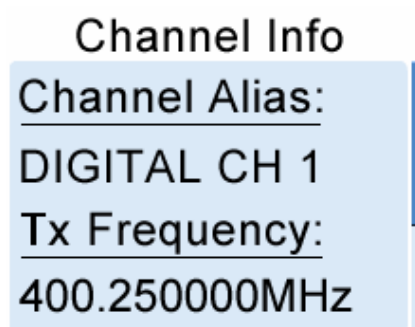 Channel Info
Channel Alias:
DIGITAL CH 1
Tx Frequency:
400.250000MHz